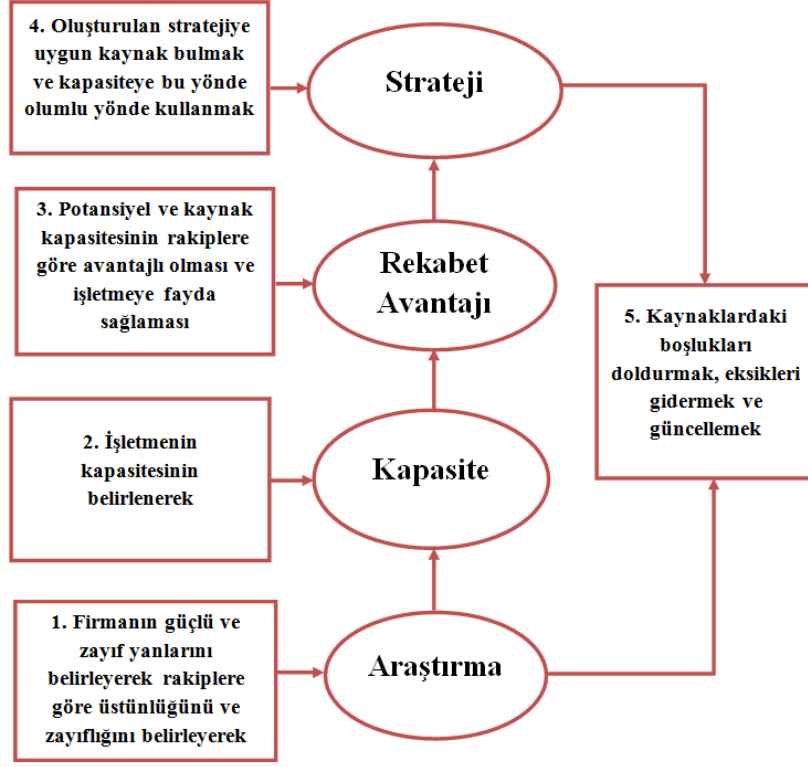 4. Oluşturulan stratejiye
uygun kaynak bulmak
ve kapasiteye bu yönde
olumlu yönde kullanmak
Strateji
3. Potansiyel ve kaynak
kapasitesinin rakiplere
göre avantajlı olması ve
işletmeye fayda
sağlaması
Rekabet
Avantajı
5. Kaynaklardaki
boşlukları
doldurmak, eksikleri
gidermek ve
güncellemek
2. İşletmenin
kapasitesinin
belirlenerek
Kapasite
1. Firmanın güçlü ve
zayıf yanlarını
belirleyerek rakiplere
göre üstünlüğünü ve
zayıflığını belirleyerek
Araştırma